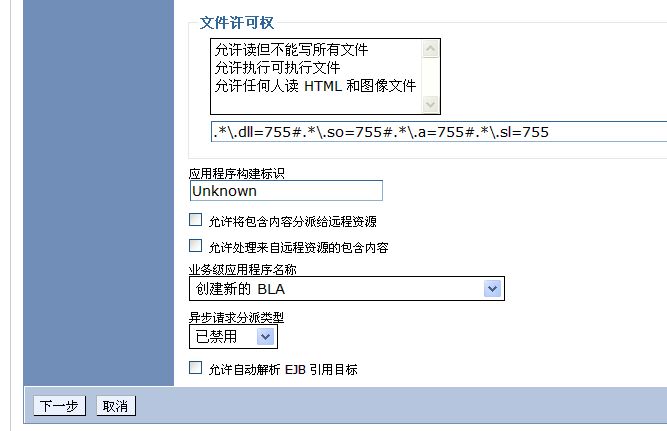 文件许可权
允许读但不能写所有文件
允许执行可执行文件
允许任何人读 HTML 和图像文件
.*\.dll=755#.*\.so=755#.*\.a=755#.*\.sl=755
应用程序构建标识
Unknown
允许将包含内容分派给远程资源
允许处理来自远程资源的包含内容
业务级应用程序名称
创建新的 BLA
异步请求分派类型
已禁用
允许自动解析 EJB 引用目标
下一步 取消